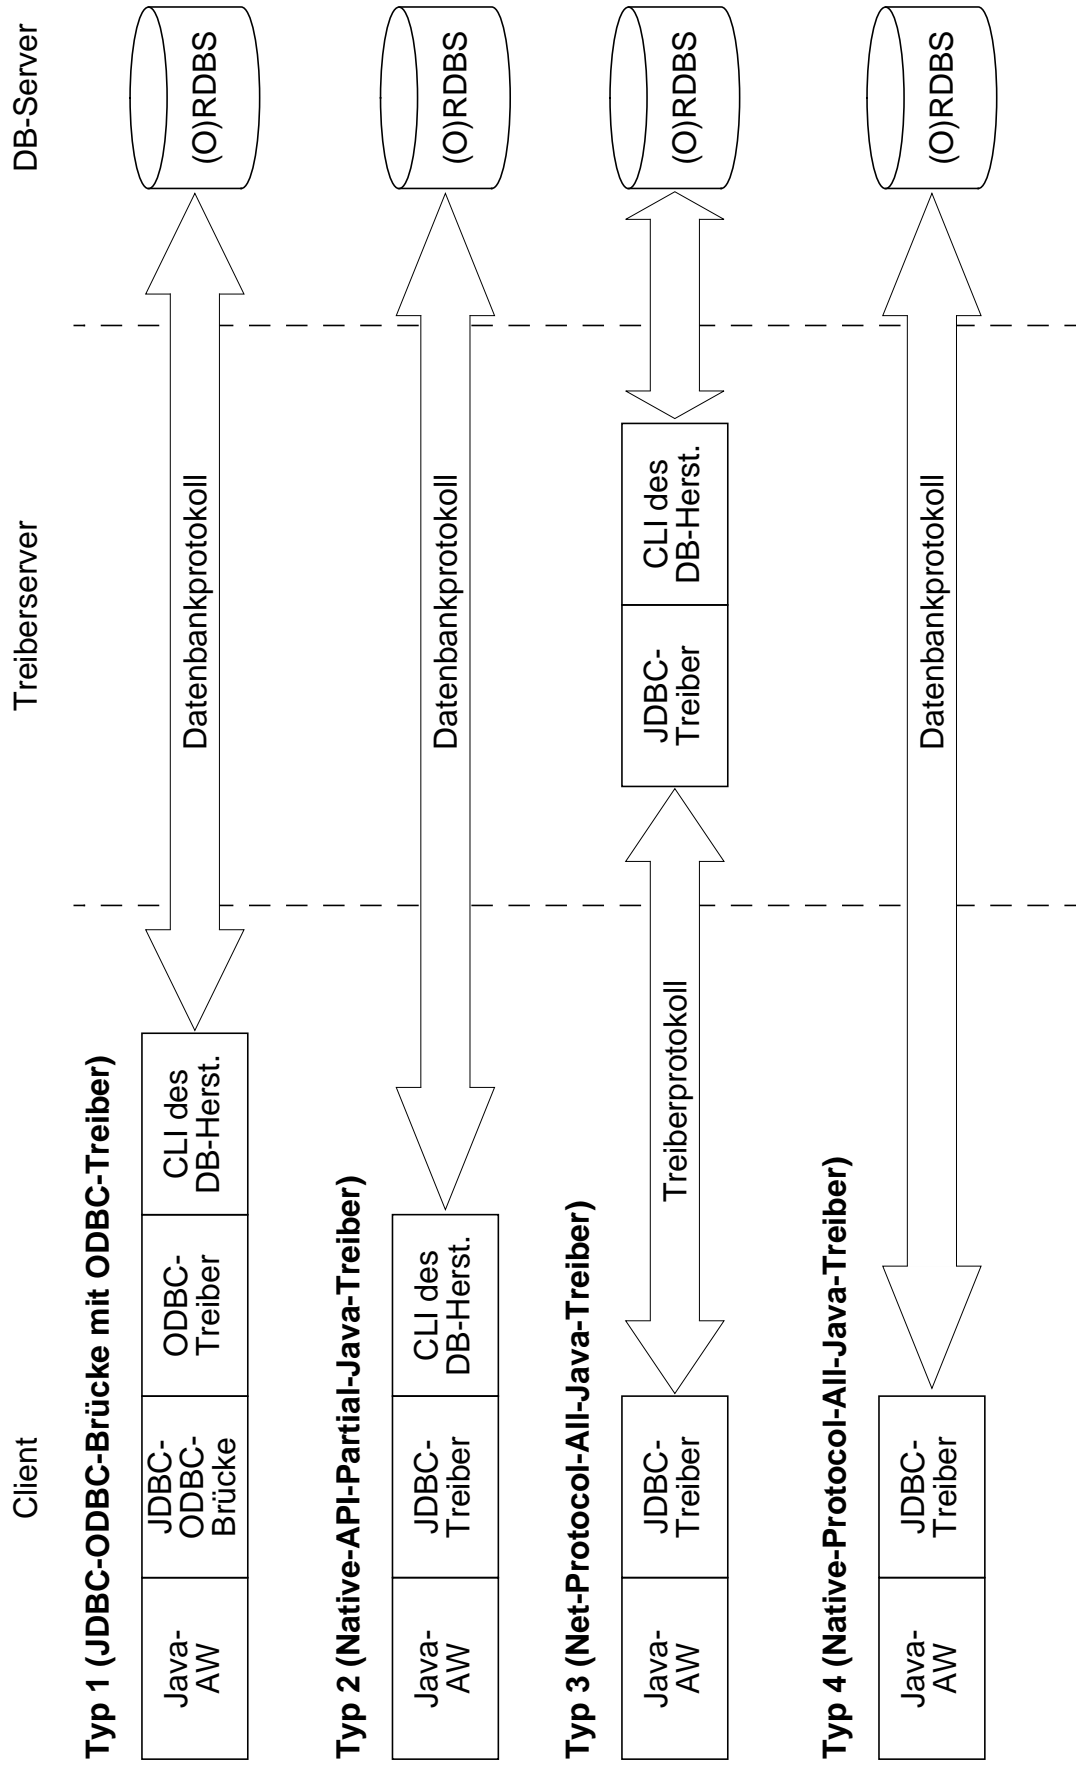 Client
Treiberserver
DB-Server
Typ 1 (JDBC-ODBC-Brücke mit ODBC-Treiber)
Java-
AW
JDBC-
ODBC-
Brücke
ODBC-
Treiber
CLI des
DB-Herst.
Datenbankprotokoll
(O)RDBS
Typ 2 (Native-API-Partial-Java-Treiber)
Java-
AW
JDBC-
Treiber
CLI des
DB-Herst.
Datenbankprotokoll
(O)RDBS
Typ 3 (Net-Protocol-All-Java-Treiber)
Java-
AW
JDBC-
Treiber
Treiberprotokoll
JDBC-
Treiber
CLI des
DB-Herst.
(O)RDBS
Typ 4 (Native-Protocol-All-Java-Treiber)
Java-
AW
JDBC-
Treiber
Datenbankprotokoll
(O)RDBS